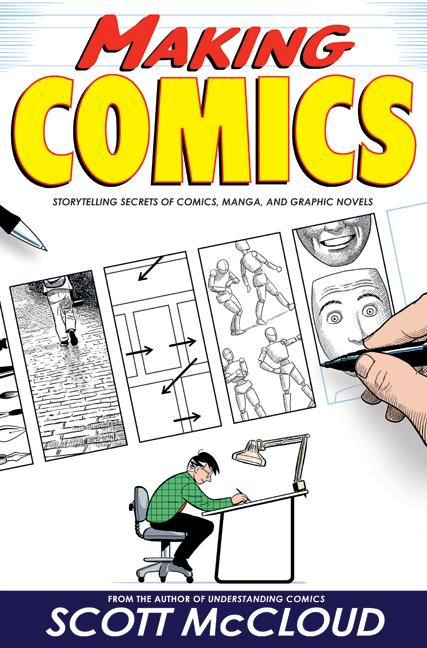 MAKING
COMICS
STORYTELLING SECRETS OF COMICS, MANGA, AND GRAPHIC NOVELS
FROM THE AUTHOR OF UNDERSTANDING COMICS
SCOTT McCLOUD